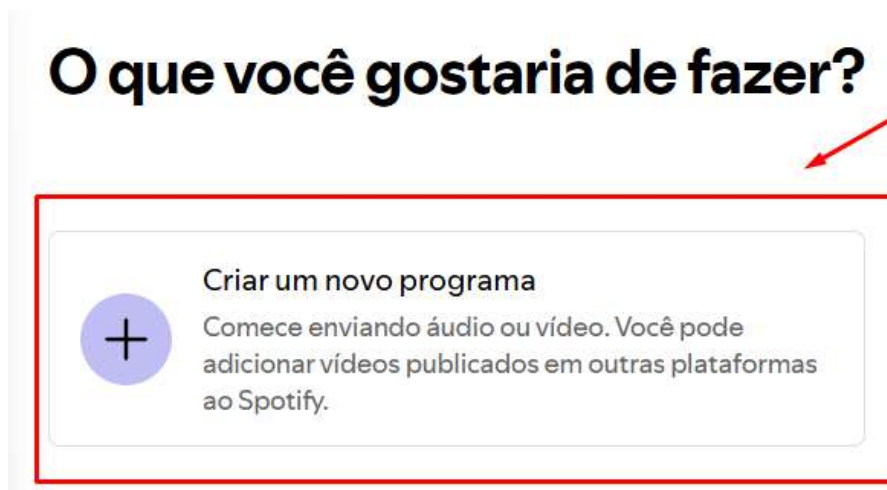 O que você gostaria de fazer?
Criar um novo programa
Comece enviando áudio ou vídeo. Você pode
adicionar vídeos publicados em outras plataformas
ao Spotify.